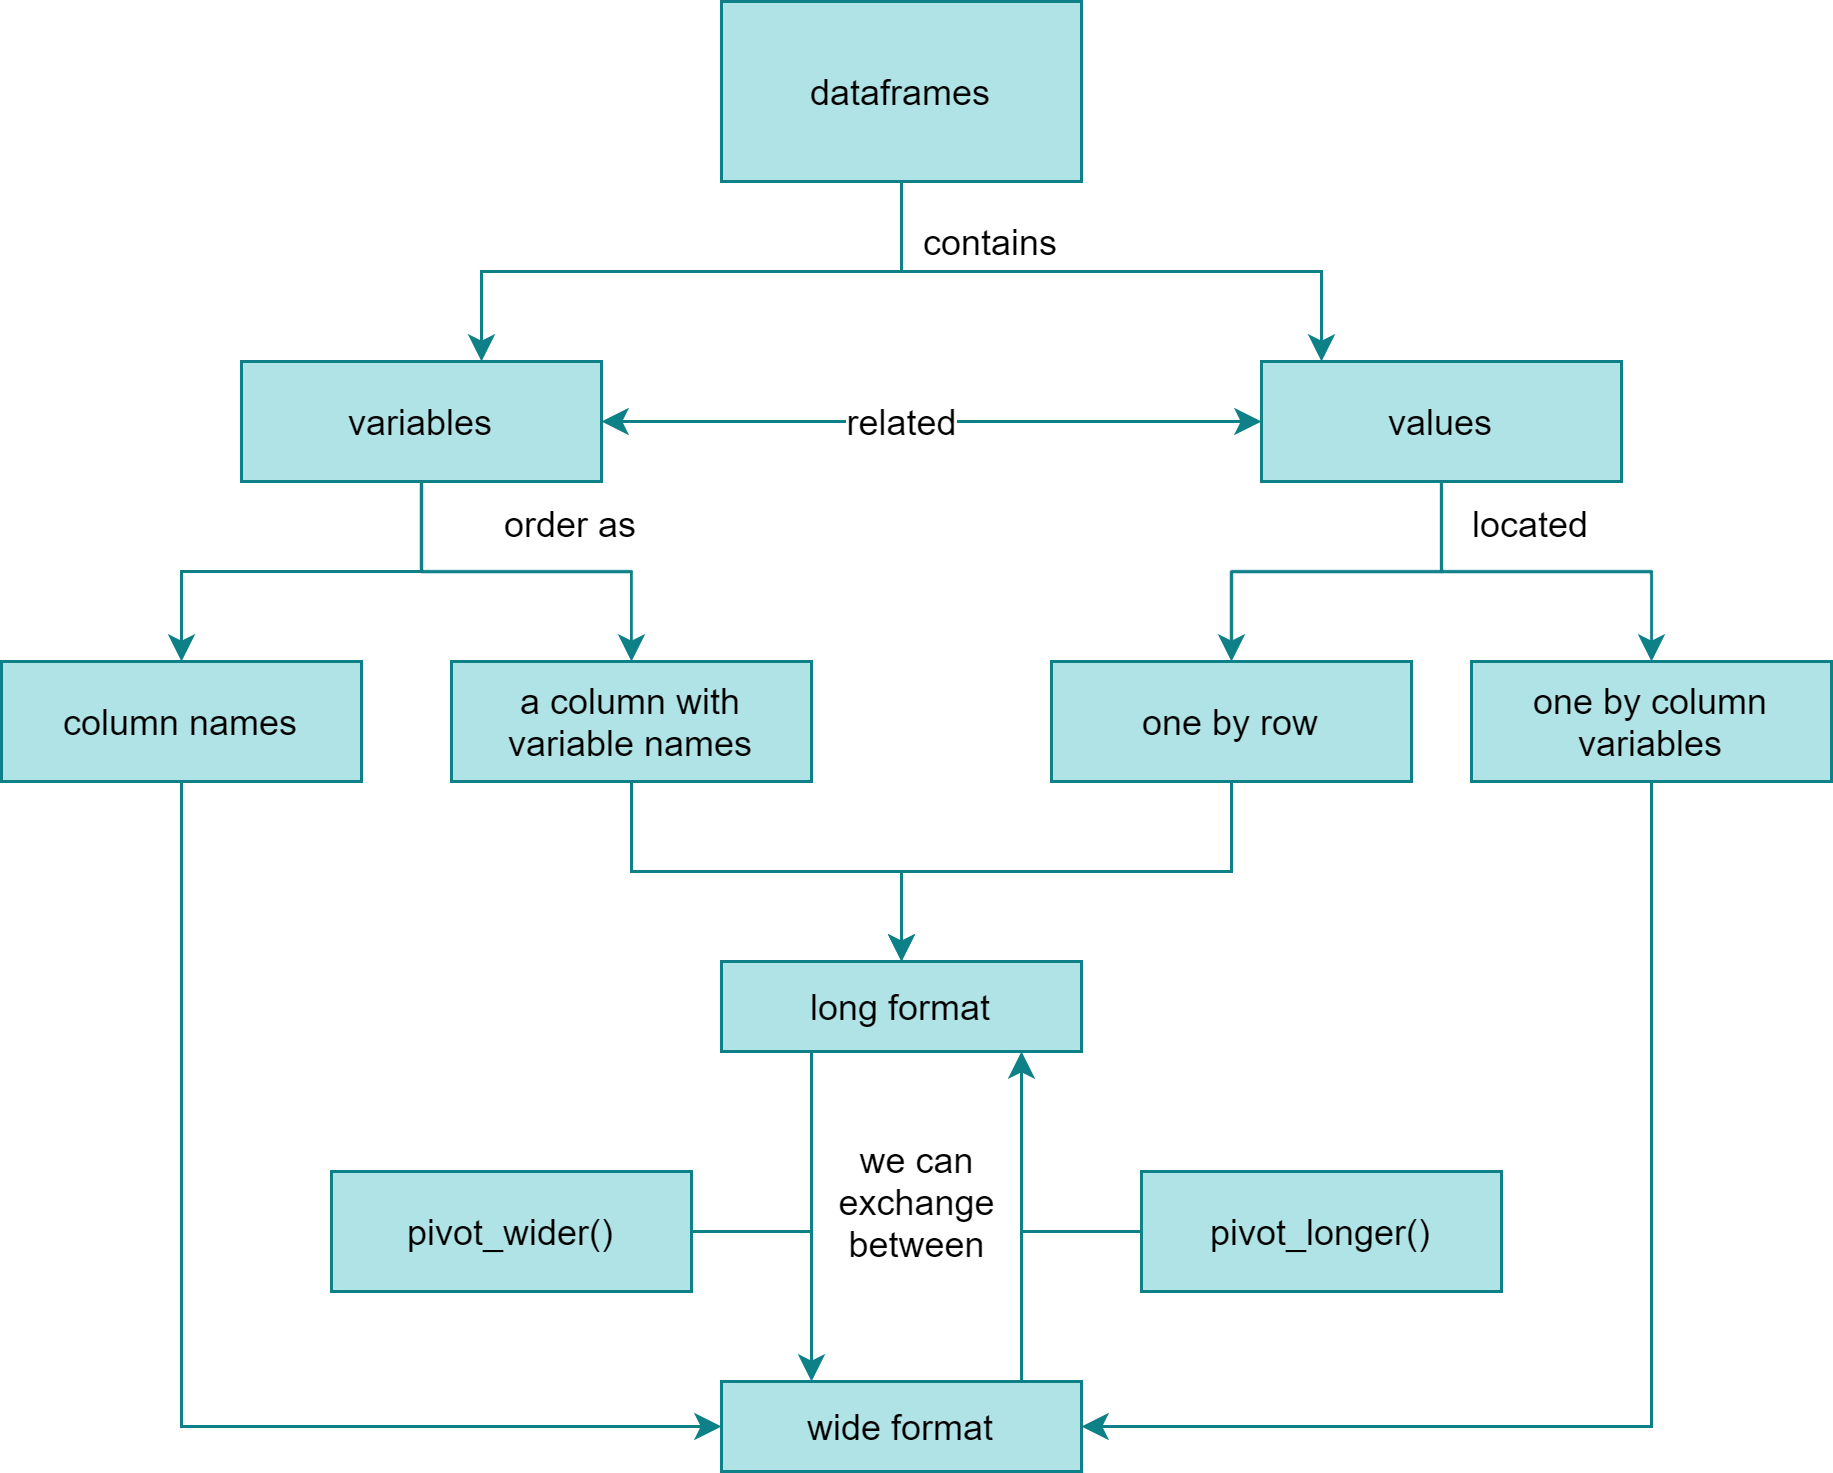 dataframes
contains
variables
related
values
order as
located
column names
a column with
variable names
one by row
one by column
variables
long format
we can
exchange
between
pivot_wider()
pivot_longer()
wide format